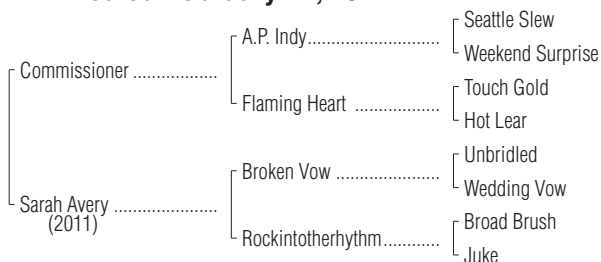 Seattle Slew
A.P. Indy
Weekend Surprise
Commissioner
Touch Gold
Flaming Heart
Hot Lear
Unbridled
Broken Vow
Wedding Vow
Sarah Avery
(2011)
Broad Brush
Rockintotherhythm
Juke